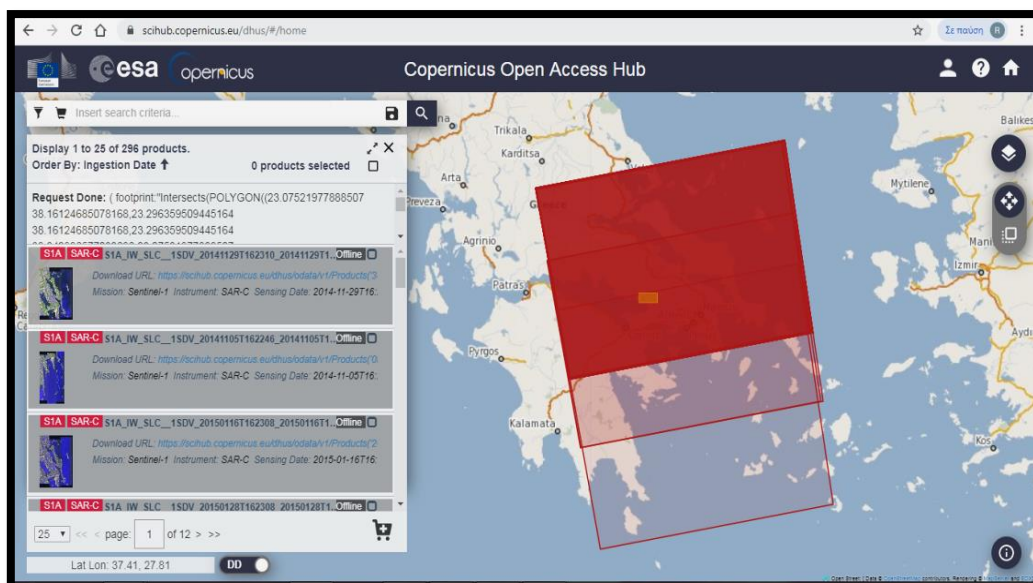 scihub.copernicus.eu/dhus/#/home
Σε παύση R
esa opernicus
Copernicus Open Access Hub
Insert search criteria...
Display 1 to 25 of 296 products.
Order By: Ingestion Date
0 products selected
Request Done: ( footprint:"Intersects(POLYGON((23.07521977888507
38.16124685078168,23.296359509445164
38.16124685078168,23.296359509445164
S1A SAR-C S1A_IW_SLC__1SDV_20141129T162310_20141129T1.. Offline
Download URL: https://scihub.copernicus.eu/dhus/odata/v1/Products('3
Mission: Sentinel-1 Instrument: SAR-C Sensing Date: 2014-11-29T16:
S1A SAR-C S1A_IW_SLC__1SDV_20141105T162246_20141105T1.. Offline
Download URL: https://scihub.copernicus.eu/dhus/odata/v1/Products('0
Mission: Sentinel-1 Instrument: SAR-C Sensing Date: 2014-11-05T16:
S1A SAR-C S1A_IW_SLC__1SDV_20150116T162308_20150116T1.. Offline
Download URL: https://scihub.copernicus.eu/dhus/odata/v1/Products('2
Mission: Sentinel-1 Instrument: SAR-C Sensing Date: 2015-01-16T16:
S1A SAR-C S1A_IW_SLC__1SDV_20150128T162308_20150128T1.. Offline
25 << < page: 1 of 12 > >>
Lat Lon: 37.41, 27.81
DD
Trikala
Karditsa
Arta
Preveza
Agrinio
Patras
Pyrgos
Kalamata
Balıkes
Mytilene
Mani
İzmir
Aydı
Kos